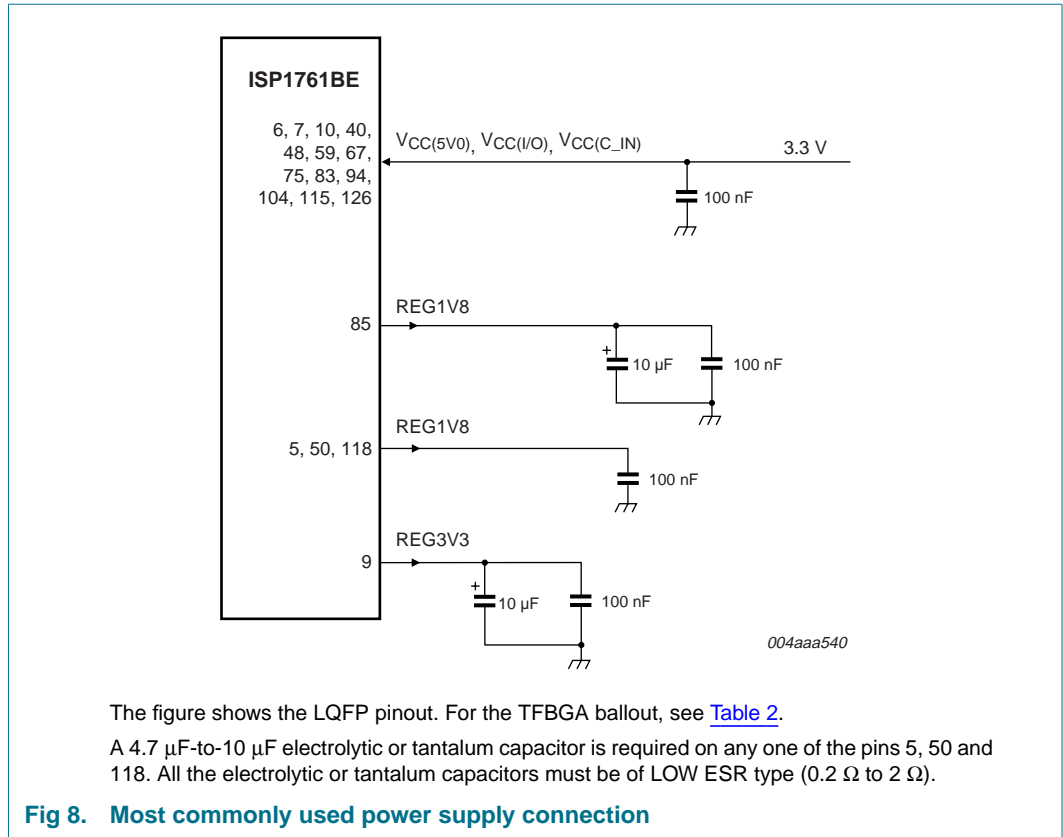 ISP1761BE
6, 7, 10, 40,
48, 59, 67,
75, 83, 94,
104, 115, 126
VCC(5V0), VCC(I/O), VCC(C_IN)
3.3 V
100 nF
85
REG1V8
+
10 µF
100 nF
5, 50, 118
REG1V8
100 nF
9
REG3V3
+
10 µF
100 nF
004aaa540
The figure shows the LQFP pinout. For the TFBGA ballout, see Table 2.
A 4.7 µF-to-10 µF electrolytic or tantalum capacitor is required on any one of the pins 5, 50 and
118. All the electrolytic or tantalum capacitors must be of LOW ESR type (0.2 Ω to 2 Ω).
Fig 8. Most commonly used power supply connection